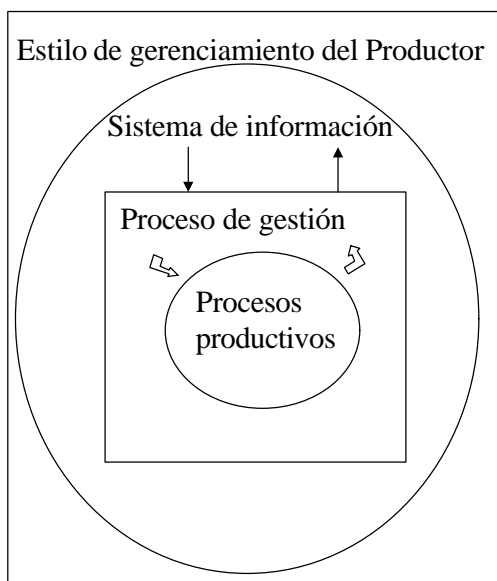 Estilo de gerenciamiento del Productor
Sistema de información
Proceso de gestión
Procesos
productivos